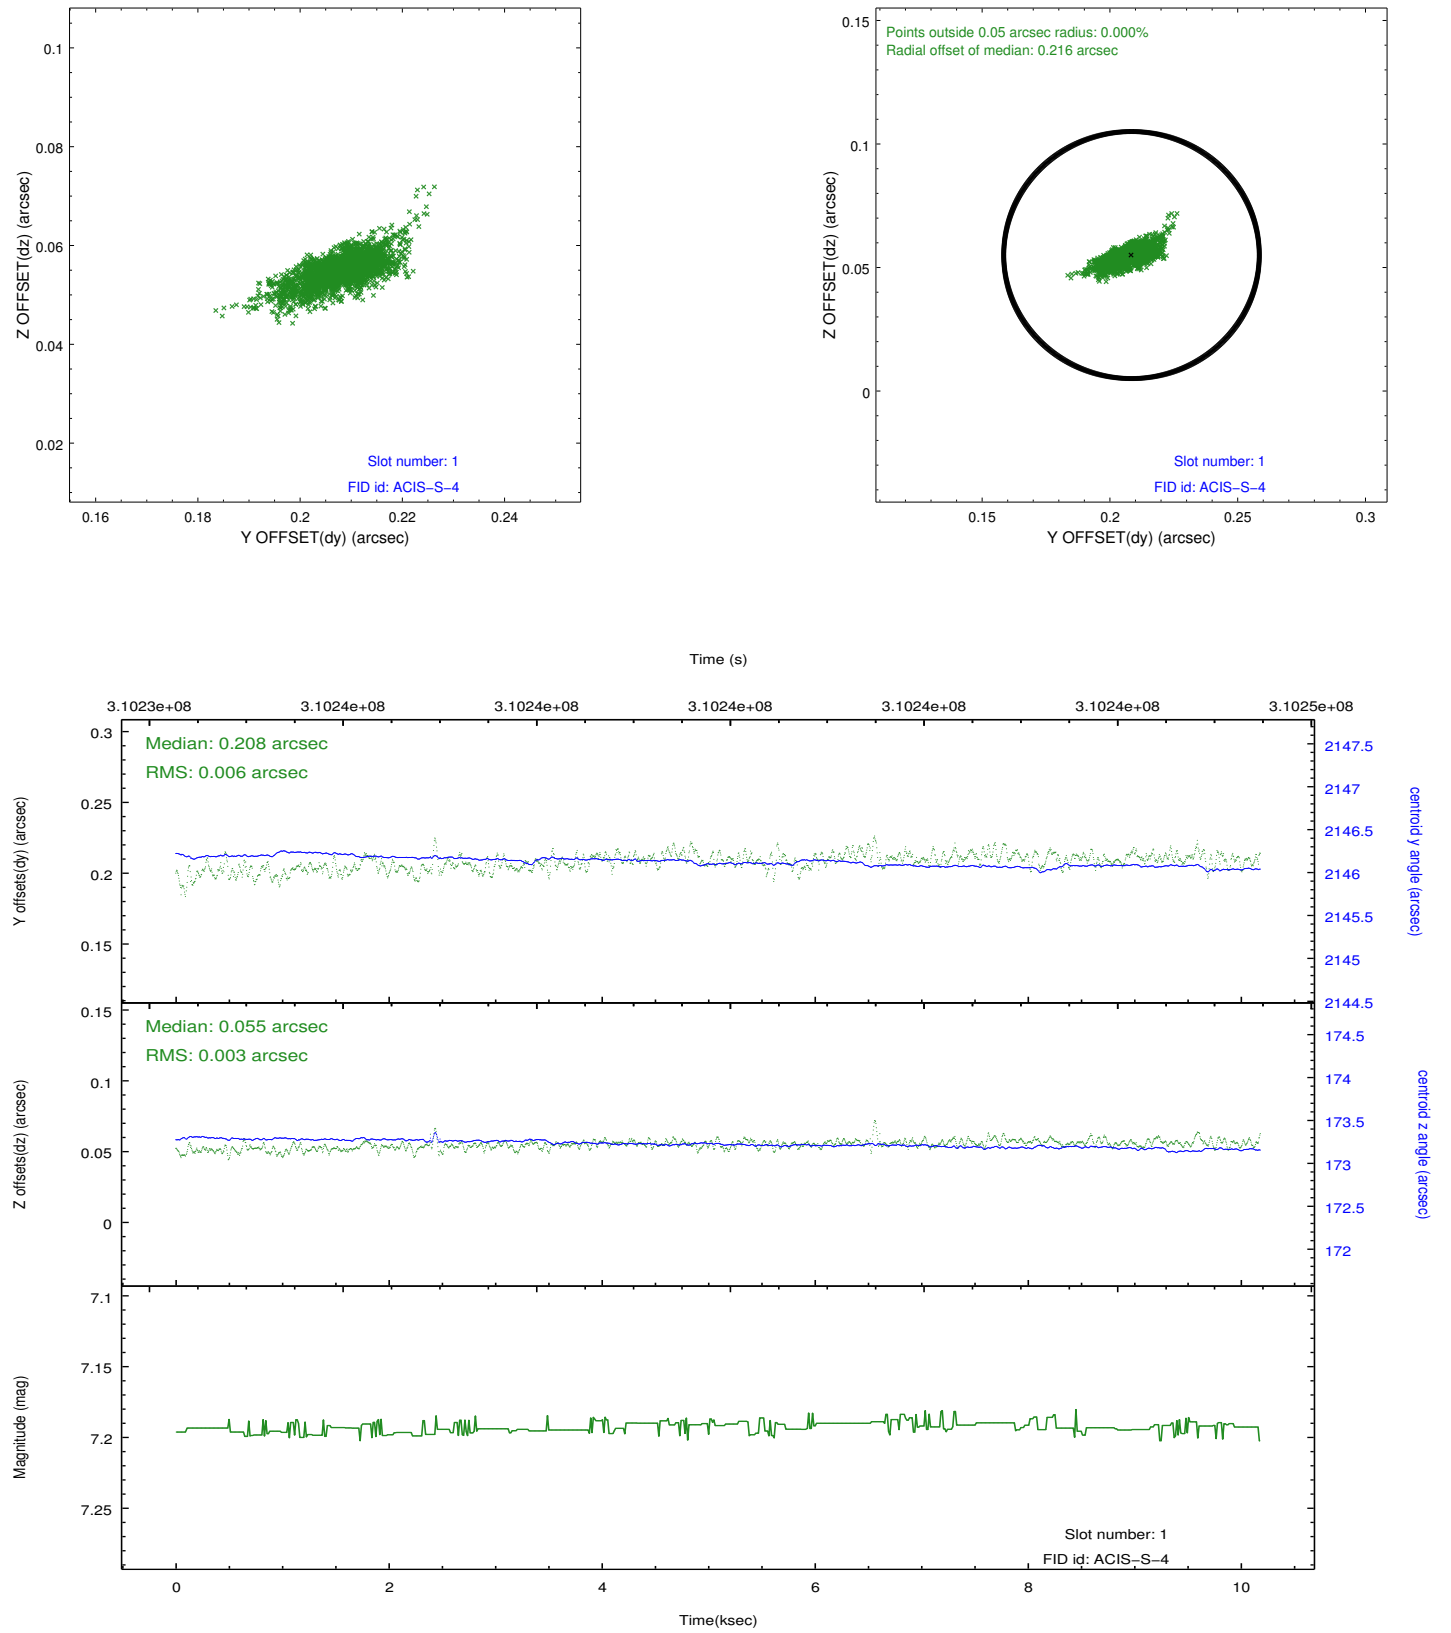 0.1
0.08
0.06
0.04
0.02
Z OFFSET(dz) (arcsec)
Slot number: 1
FID id: ACIS−S−4
0.16 0.18 0.2 0.22 0.24
Y OFFSET(dy) (arcsec)
Points outside 0.05 arcsec radius: 0.000%
Radial offset of median: 0.216 arcsec
0.15
0.1
0.05
0
Z OFFSET(dz) (arcsec)
Slot number: 1
FID id: ACIS−S−4
0.15 0.2 0.25 0.3
Y OFFSET(dy) (arcsec)
Time (s)
3.1023e+08 3.1024e+08 3.1024e+08 3.1024e+08 3.1024e+08 3.1024e+08 3.1025e+08
Median: 0.208 arcsec
RMS: 0.006 arcsec
0.3
0.25
0.2
0.15
Y offsets(dy) (arcsec)
2147.5
2147
2146.5
2146
2145.5
2145
2144.5
centroid y angle (arcsec)
Median: 0.055 arcsec
RMS: 0.003 arcsec
0.15
0.1
0.05
0
Z offsets(dz) (arcsec)
174.5
174
173.5
173
172.5
172
centroid z angle (arcsec)
7.1
7.15
7.2
7.25
Magnitude (mag)
Slot number: 1
FID id: ACIS−S−4
0 2 4 6 8 10
Time(ksec)